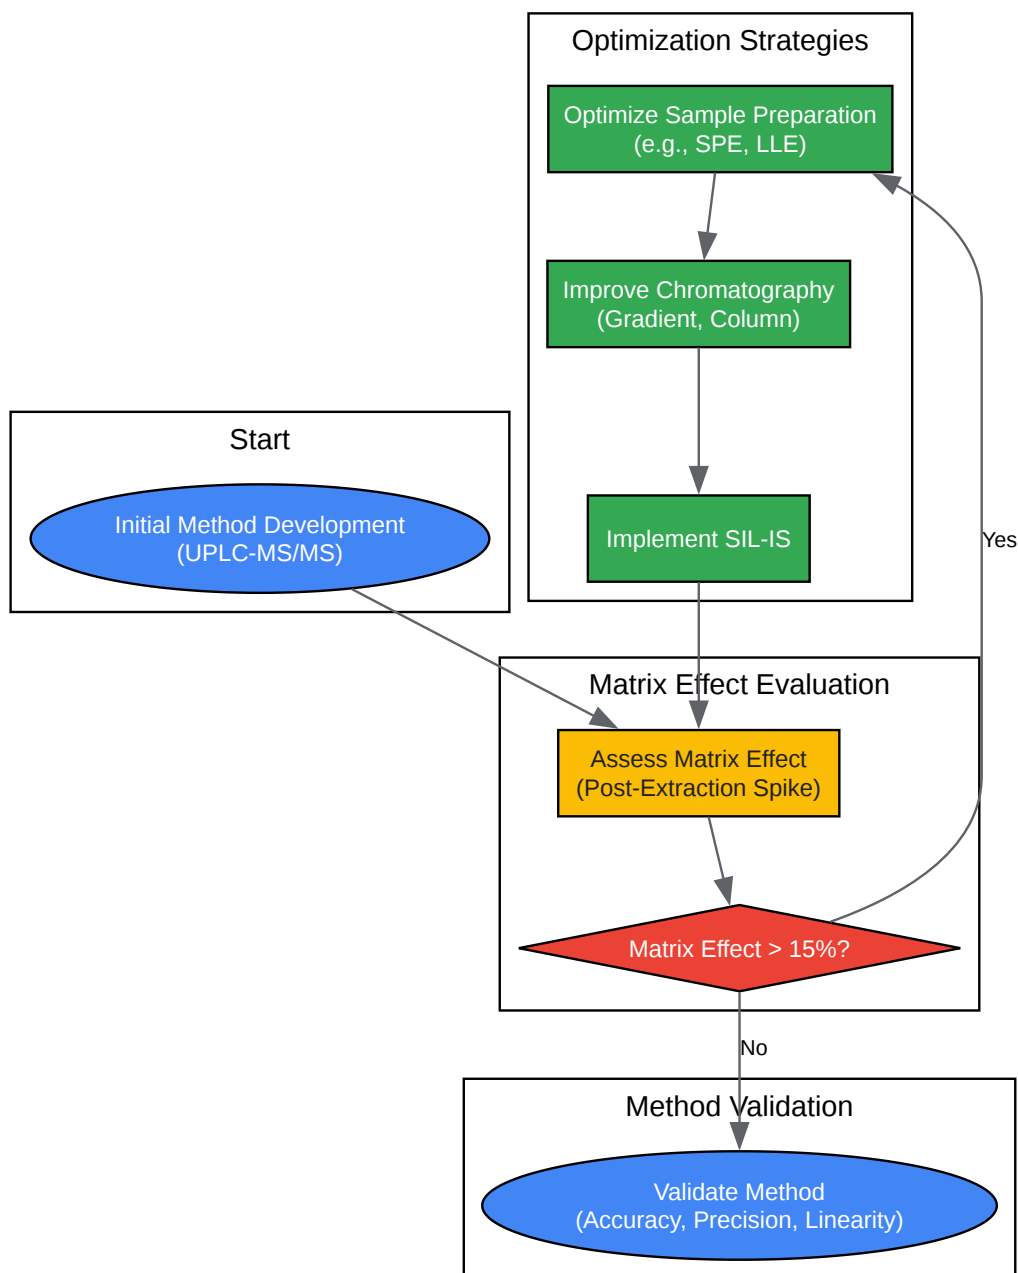 Optimization Strategies
Optimize Sample Preparation
(e.g., SPE, LLE)
Improve Chromatography
(Gradient, Column)
Implement SIL-IS
Start
Initial Method Development
(UPLC-MS/MS)
Yes
Matrix Effect Evaluation
Assess Matrix Effect
(Post-Extraction Spike)
Matrix Effect > 15%?
No
Method Validation
Validate Method
(Accuracy, Precision, Linearity)